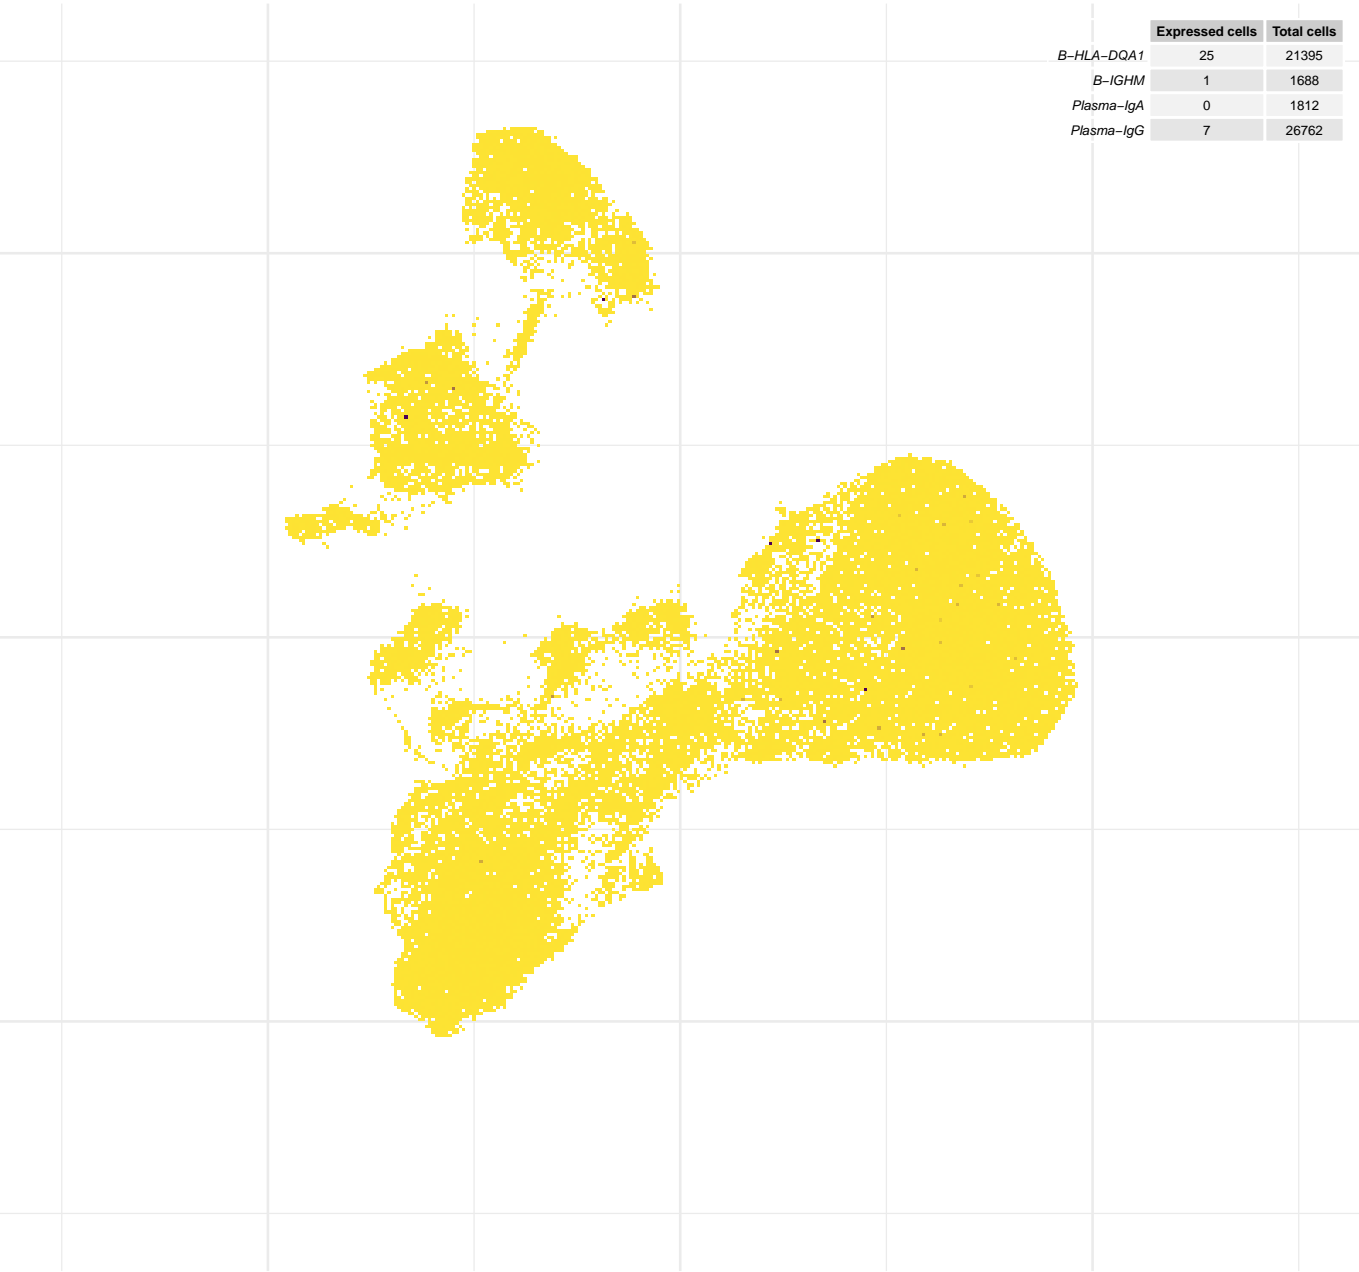 Expressed cells Total cells
B−HLA−DQA1 25 21395
B−IGHM 1 1688
Plasma−IgA 0 1812
Plasma−IgG 7 26762